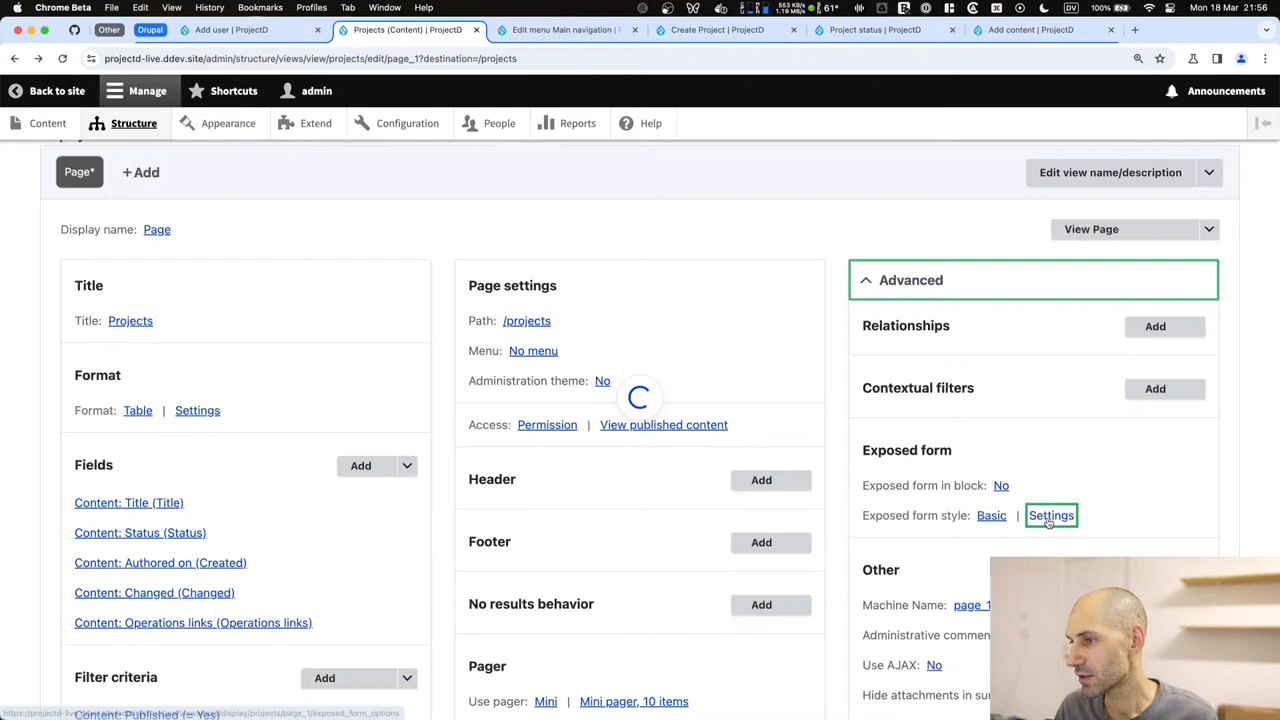 Chrome Beta File Edit View History Bookmarks Profiles Tab Window Help 61° DV 100% Mon 18 Mar 21:56
Other Drupal Add user | ProjectD Projects (Content) | ProjectD Edit menu Main navigation | Create Project | ProjectD Project status | ProjectD Add content | ProjectD
projectd-live.ddev.site/admin/structure/views/view/projects/edit/page_1?destination=/projects
Back to site Manage Shortcuts admin Announcements
Content Structure Appearance Extend Configuration People Reports Help
Page* + Add Edit view name/description
Display name: Page View Page
Title
Title: Projects
Format
Format: Table | Settings
Fields Add
Content: Title (Title)
Content: Status (Status)
Content: Authored on (Created)
Content: Changed (Changed)
Content: Operations links (Operations links)
Filter criteria Add
Content: Published (= Yes)
Page settings
Path: /projects
Menu: No menu
Administration theme: No
Access: Permission | View published content
Header Add
Footer Add
No results behavior Add
Pager
Use pager: Mini | Mini pager, 10 items
Advanced
Relationships Add
Contextual filters Add
Exposed form
Exposed form in block: No
Exposed form style: Basic | Settings
Other
Machine Name: page_1
Administrative commen
Use AJAX: No
Hide attachments in su